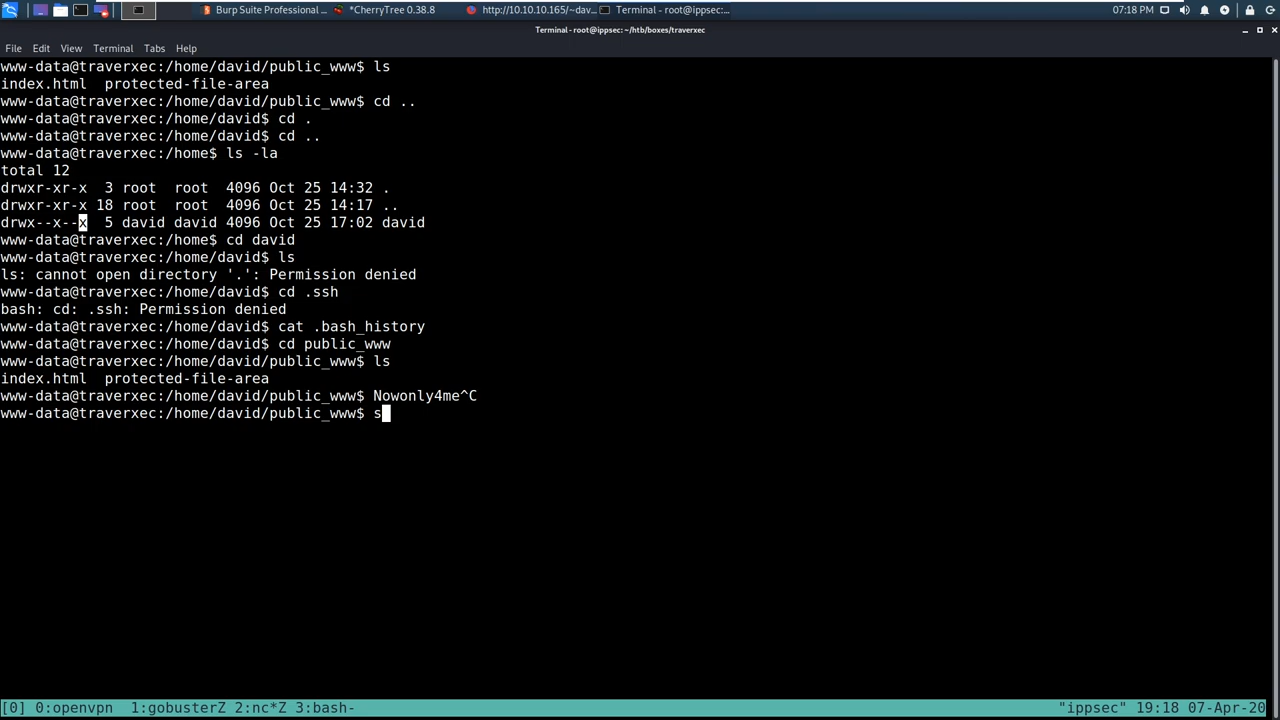 Burp Suite Professional ... *CherryTree 0.38.8 http://10.10.10.165/~dav... Terminal - root@ippsec:... 07:18 PM
Terminal - root@ippsec: ~/htb/boxes/traverxec
File Edit View Terminal Tabs Help
www-data@traverxec:/home/david/public_www$ ls
index.html  protected-file-area
www-data@traverxec:/home/david/public_www$ cd ..
www-data@traverxec:/home/david$ cd .
www-data@traverxec:/home/david$ cd ..
www-data@traverxec:/home$ ls -la
total 12
drwxr-xr-x  3 root  root  4096 Oct 25 14:32 .
drwxr-xr-x 18 root  root  4096 Oct 25 14:17 ..
drwx--x--x  5 david david 4096 Oct 25 17:02 david
www-data@traverxec:/home$ cd david
www-data@traverxec:/home/david$ ls
ls: cannot open directory '.': Permission denied
www-data@traverxec:/home/david$ cd .ssh
bash: cd: .ssh: Permission denied
www-data@traverxec:/home/david$ cat .bash_history
www-data@traverxec:/home/david$ cd public_www
www-data@traverxec:/home/david/public_www$ ls
index.html  protected-file-area
www-data@traverxec:/home/david/public_www$ Nowonly4me^C
www-data@traverxec:/home/david/public_www$ s
[0] 0:openvpn  1:gobusterZ 2:nc*Z 3:bash- "ippsec" 19:18 07-Apr-20